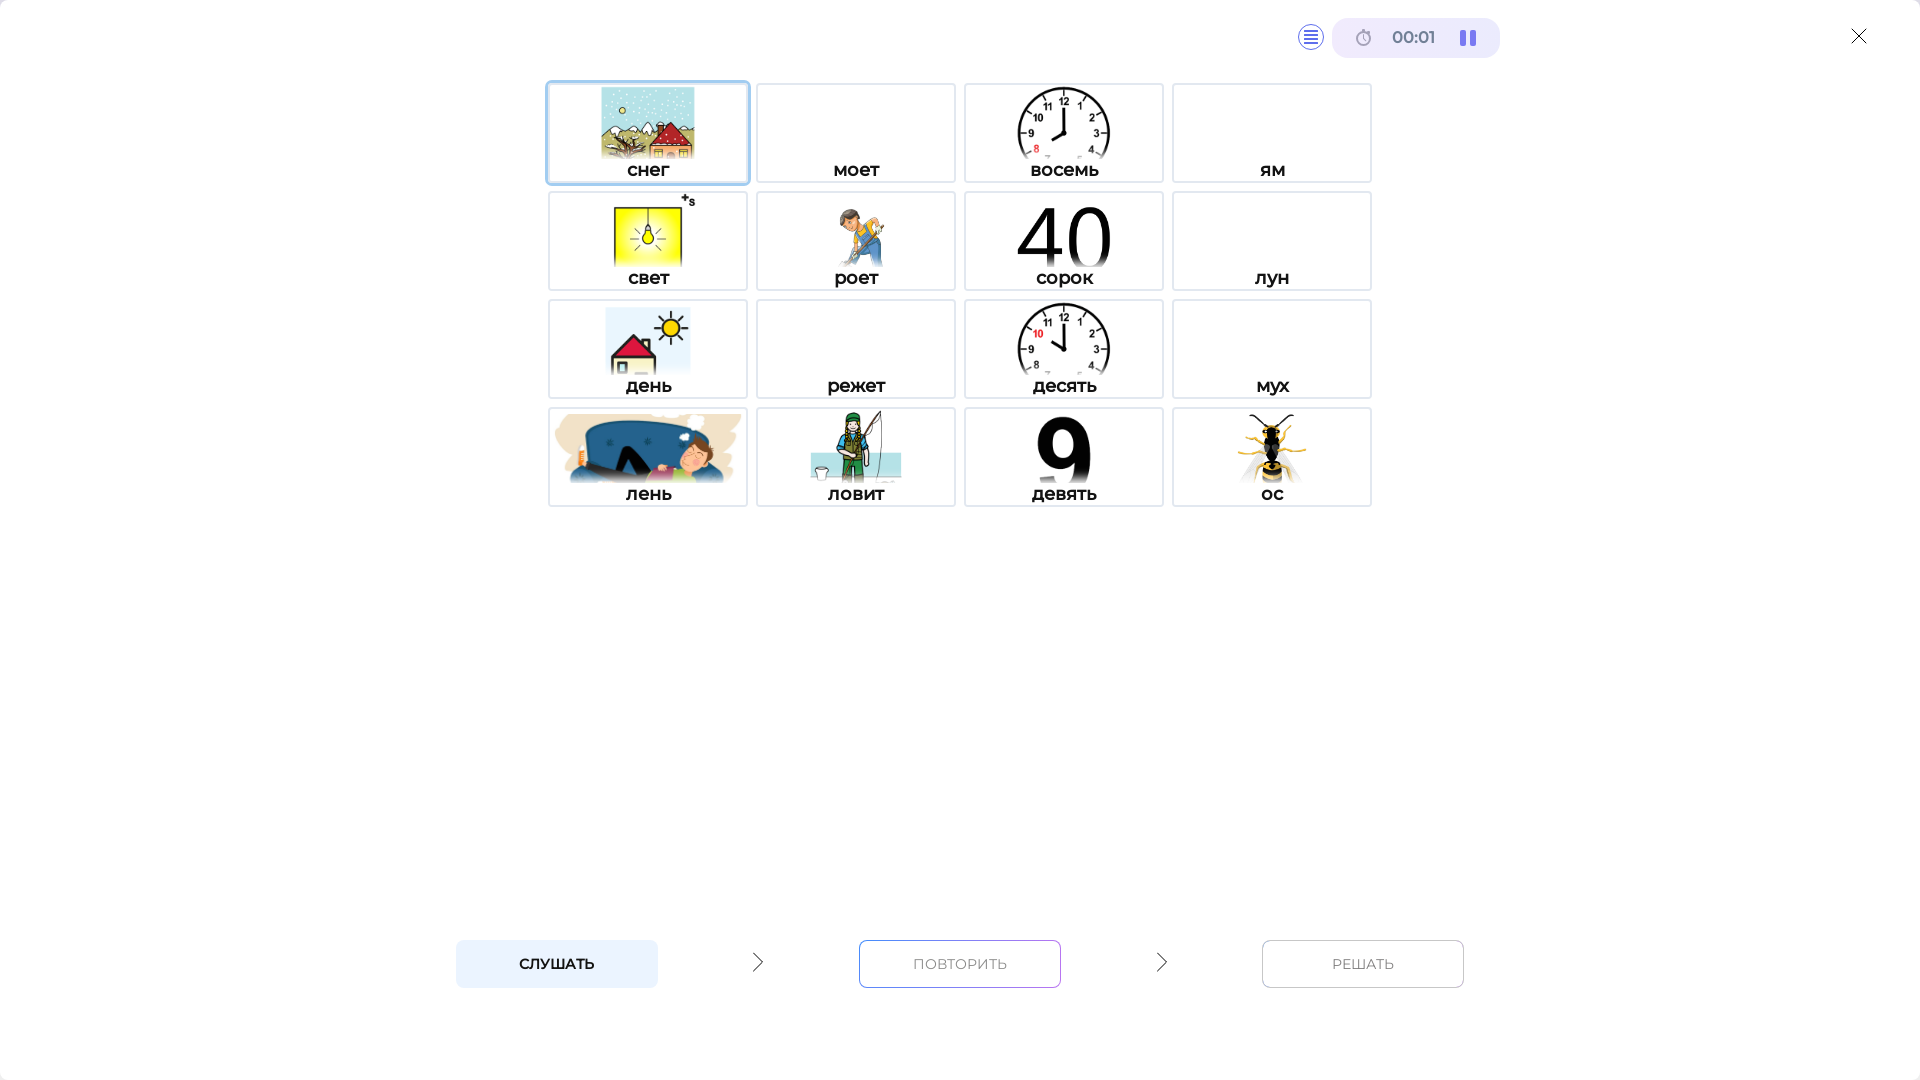 00:01
снег
моет
12
11
1
10
2
9
3
8
4
восемь
ям
+s
свет
роет
40
сорок
лун
день
режет
12
11
1
10
2
9
3
8
4
десять
мух
лень
ловит
9
девять
ос
СЛУШАТЬ
ПОВТОРИТЬ
РЕШАТЬ